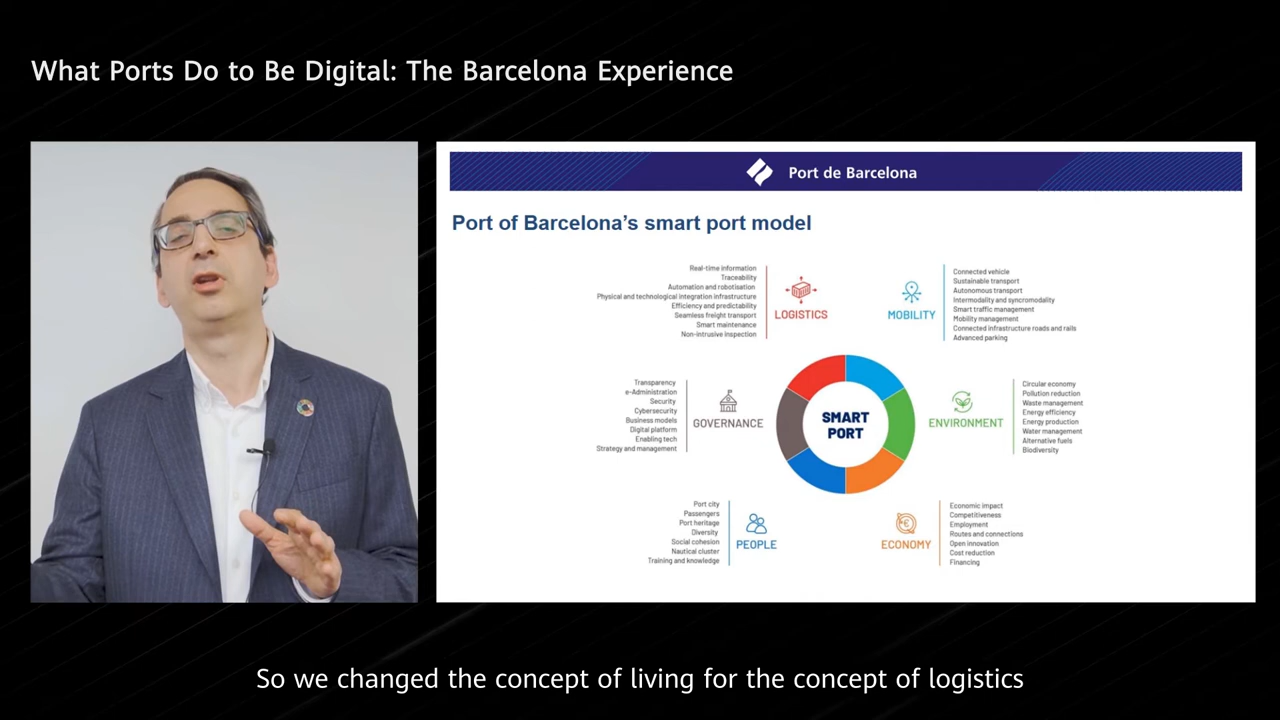 What Ports Do to Be Digital: The Barcelona Experience
Port de Barcelona
Port of Barcelona's smart port model
Real-time information
Traceability
Automation and robotisation
Physical and technological integration infrastructure
Efficiency and predictability
Seamless freight transport
Smart maintenance
Non-intrusive inspection
LOGISTICS
MOBILITY
Connected vehicle
Sustainable transport
Autonomous transport
Intermodality and syncromodality
Smart traffic management
Mobility management
Connected infrastructure roads and rails
Advanced parking
Transparency
e-Administration
Security
Cybersecurity
Business models
Digital platform
Enabling tech
Strategy and management
GOVERNANCE
SMART
PORT
ENVIRONMENT
Circular economy
Pollution reduction
Waste management
Energy efficiency
Energy production
Water management
Alternative fuels
Biodiversity
Port city
Passengers
Port heritage
Diversity
Social cohesion
Nautical cluster
Training and knowledge
PEOPLE
ECONOMY
Economic impact
Competitiveness
Employment
Routes and connections
Open innovation
Cost reduction
Financing
So we changed the concept of living for the concept of logistics